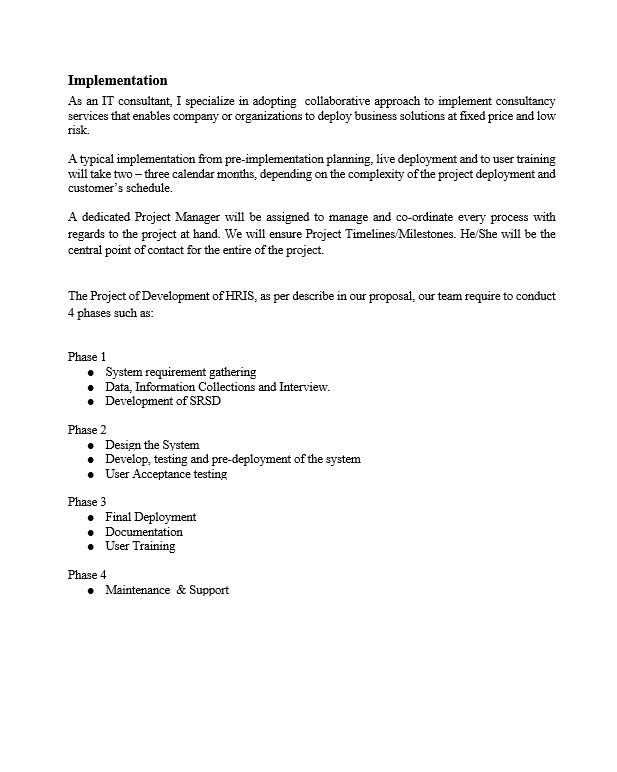 Implementation
As an IT consultant, I specialize in adopting  collaborative approach to implement consultancy
services that enables company or organizations to deploy business solutions at fixed price and low
risk.
A typical implementation from pre-implementation planning, live deployment and to user training
will take two – three calendar months, depending on the complexity of the project deployment and
customer's schedule.
A dedicated Project Manager will be assigned to manage and co-ordinate every process with
regards to the project at hand. We will ensure Project Timelines/Milestones. He/She will be the
central point of contact for the entire of the project.
The Project of Development of HRIS, as per describe in our proposal, our team require to conduct
4 phases such as:
Phase 1
● System requirement gathering
● Data, Information Collections and Interview.
● Development of SRSD
Phase 2
● Design the System
● Develop, testing and pre-deployment of the system
● User Acceptance testing
Phase 3
● Final Deployment
● Documentation
● User Training
Phase 4
● Maintenance  & Support